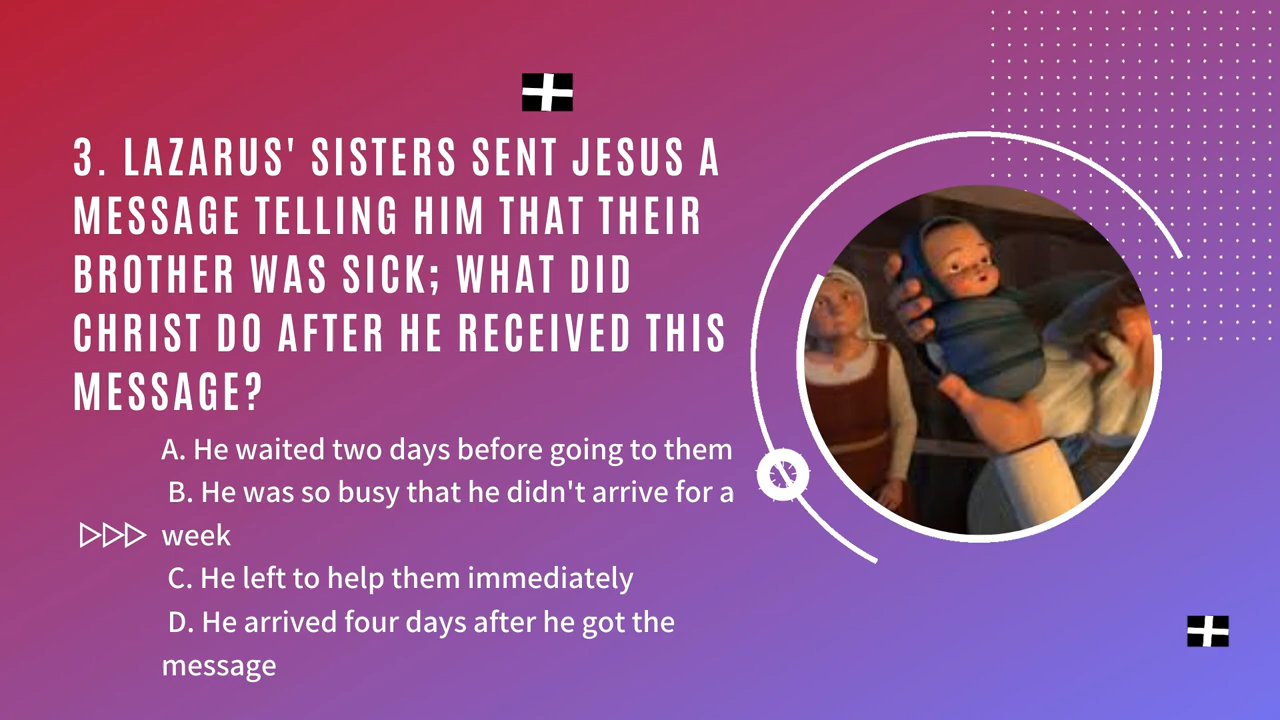 3. LAZARUS' SISTERS SENT JESUS A
MESSAGE TELLING HIM THAT THEIR
BROTHER WAS SICK; WHAT DID
CHRIST DO AFTER HE RECEIVED THIS
MESSAGE?
A. He waited two days before going to them
B. He was so busy that he didn't arrive for a
week
C. He left to help them immediately
D. He arrived four days after he got the
message